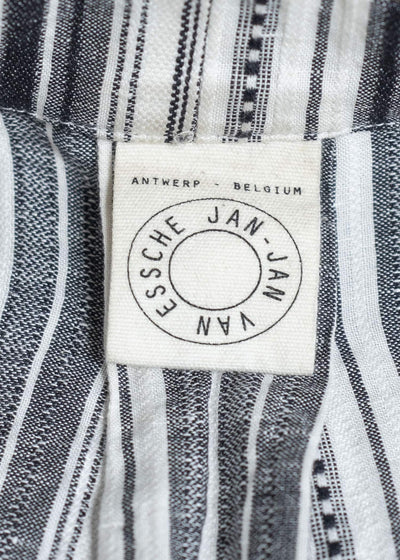 ANTWERP - BELGIUM
JAN-JAN VAN ESSCHE